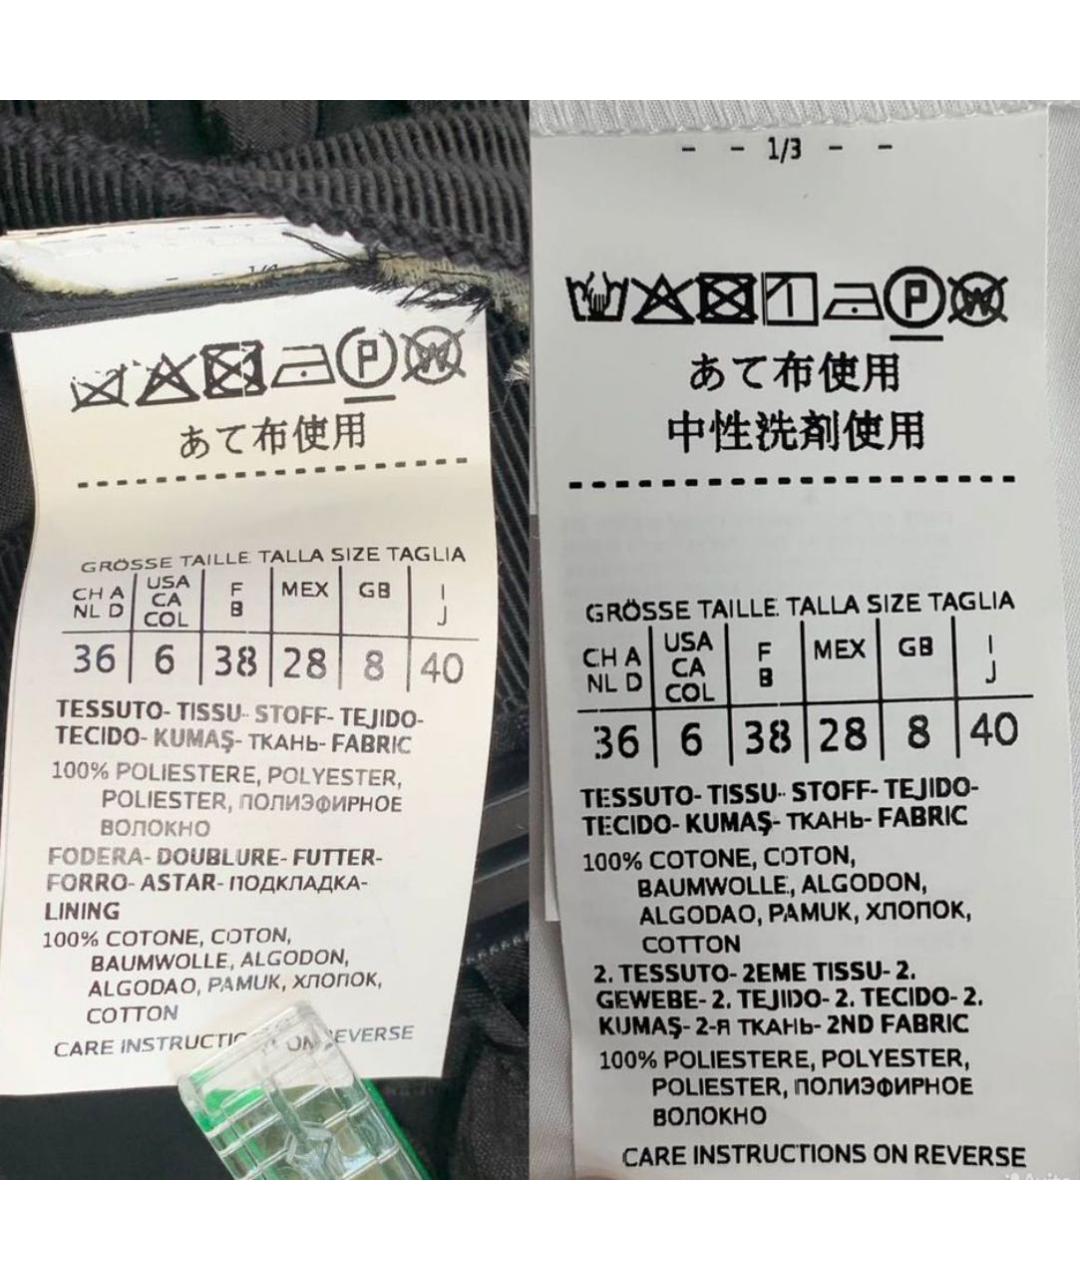 あて布使用
GRÖSSE TAILLE TALLA SIZE TAGLIA
CH A NL D USA CA COL F B MEX GB I J
36 6 38 28 8 40
TESSUTO- TISSU- STOFF- TEJIDO-
TECIDO- KUMAŞ- ТКАНЬ- FABRIC
100% POLIESTERE, POLYESTER,
POLIESTER, ПОЛИЭФИРНОЕ
ВОЛОКНО
FODERA- DOUBLURE- FUTTER-
FORRO- ASTAR- ПОДКЛАДКА-
LINING
100% COTONE, COTON,
BAUMWOLLE, ALGODON,
ALGODAO, PAMUK, ХЛОПОК,
COTTON
CARE ON
- - 1/3 - -
P W
あて布使用
中性洗剤使用
GRÖSSE TAILLE TALLA SIZE TAGLIA
CH A NL D USA CA COL F B MEX GB I J
36 6 38 28 8 40
TESSUTO- TISSU- STOFF- TEJIDO-
TECIDO- KUMAŞ- ТКАНЬ- FABRIC
100% COTONE, COTON,
BAUMWOLLE, ALGODON,
ALGODAO, PAMUK, ХЛОПОК,
COTTON
2. TESSUTO- 2EME TISSU- 2.
GEWEBE- 2. TEJIDO- 2. TECIDO- 2.
KUMAŞ- 2-Я ТКАНЬ- 2ND FABRIC
100% POLIESTERE, POLYESTER,
POLIESTER, ПОЛИЭФИРНОЕ
ВОЛОКНО
CARE INSTRUCTIONS ON REVERSE